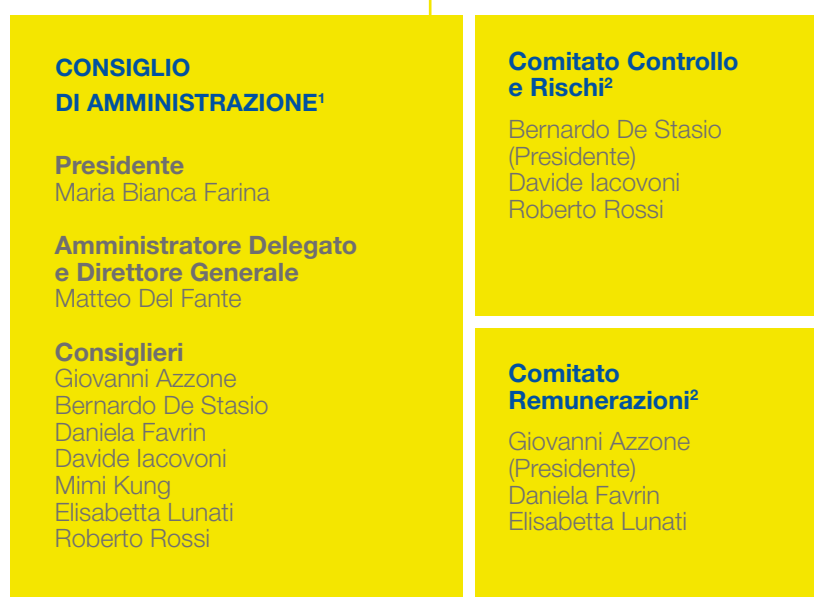 CONSIGLIO
DI AMMINISTRAZIONE¹
Presidente
Maria Bianca Farina
Amministratore Delegato
e Direttore Generale
Matteo Del Fante
Consiglieri
Giovanni Azzone
Bernardo De Stasio
Daniela Favrin
Davide Iacovoni
Mimi Kung
Elisabetta Lunati
Roberto Rossi
Comitato Controllo
e Rischi²
Bernardo De Stasio
(Presidente)
Davide Iacovoni
Roberto Rossi
Comitato
Remunerazioni²
Giovanni Azzone
(Presidente)
Daniela Favrin
Elisabetta Lunati